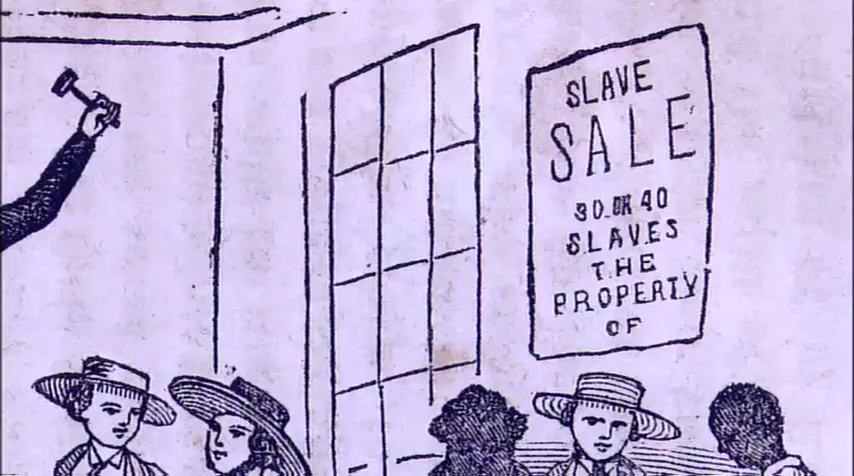 SLAVE
SALE
30 OR 40
SLAVES
THE
PROPERTY
OF